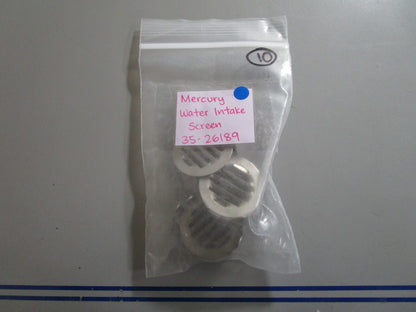 10
Mercury
Water Intake
Screen
35-26189